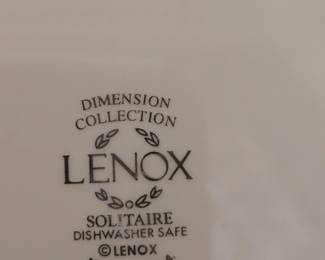 DIMENSION
COLLECTION
LENOX
SOLITAIRE
DISHWASHER SAFE
©LENOX